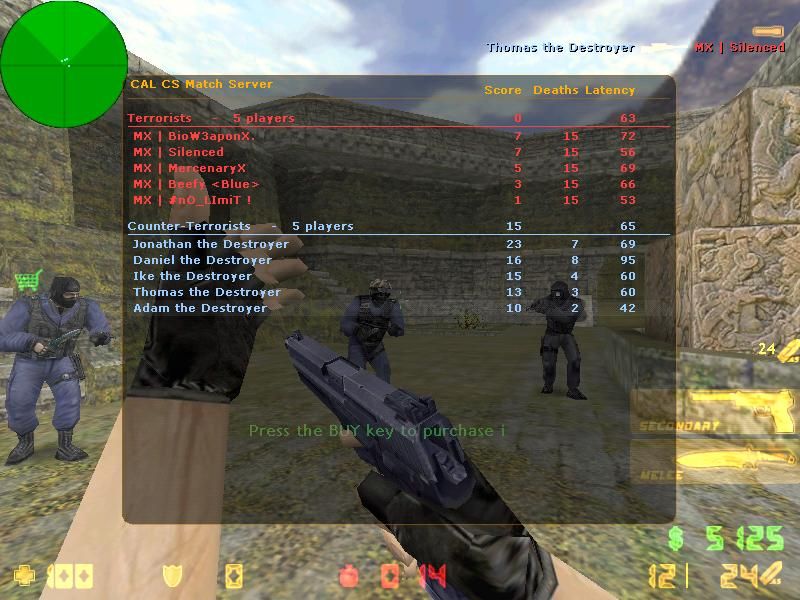 Thomas the Destroyer MX | Silenced
CAL CS Match Server Score Deaths Latency
Terrorists - 5 players 0 63
MX | Bio₩3aponX. 7 15 72
MX | Silenced 7 15 56
MX | MercenaryX 5 15 69
MX | Beefy <Blue> 3 15 66
MX | #nO_LImiT ! 1 15 53
Counter-Terrorists - 5 players 15 65
Jonathan the Destroyer 23 7 69
Daniel the Destroyer 16 8 95
Ike the Destroyer 15 4 60
Thomas the Destroyer 13 3 60
Adam the Destroyer 10 2 42
24
SECONDARY
Press the BUY key to purchase i
MELEE
$ 5125
100 0 0 14 12| 24